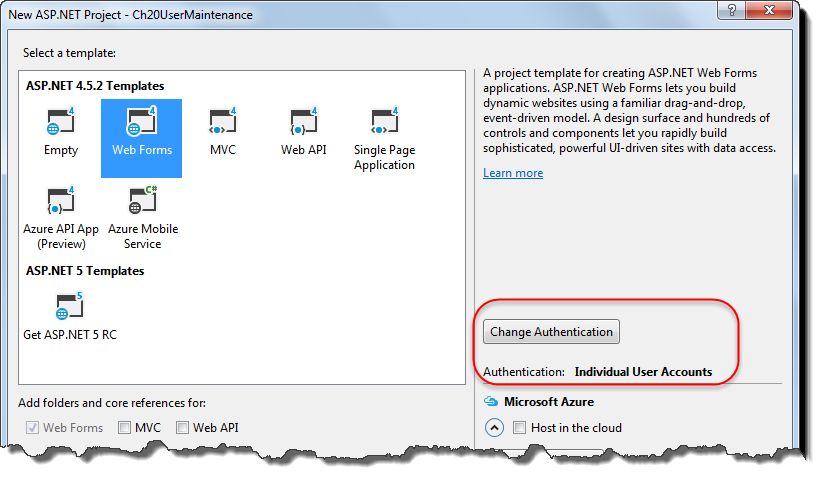 New ASP.NET Project - Ch20UserMaintenance
?
Select a template:
ASP.NET 4.5.2 Templates
4
Empty
4
Web Forms
MVC
4
Web API
Single Page
Application
4
Azure API App
(Preview)
C#
Azure Mobile
Service
ASP.NET 5 Templates
5
Get ASP.NET 5 RC
A project template for creating ASP.NET Web Forms
applications. ASP.NET Web Forms lets you build
dynamic websites using a familiar drag-and-drop,
event-driven model. A design surface and hundreds of
controls and components let you rapidly build
sophisticated, powerful UI-driven sites with data access.
Learn more
Change Authentication
Authentication: Individual User Accounts
Microsoft Azure
Host in the cloud
Add folders and core references for:
Web Forms MVC Web API